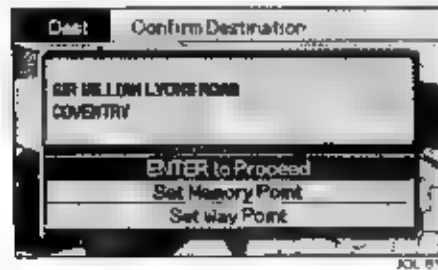 Dest Confirm Destination
SIR WILLIAM LYONS ROAD
COVENTRY
ENTER to Proceed
Set Memory Point
Set Way Point